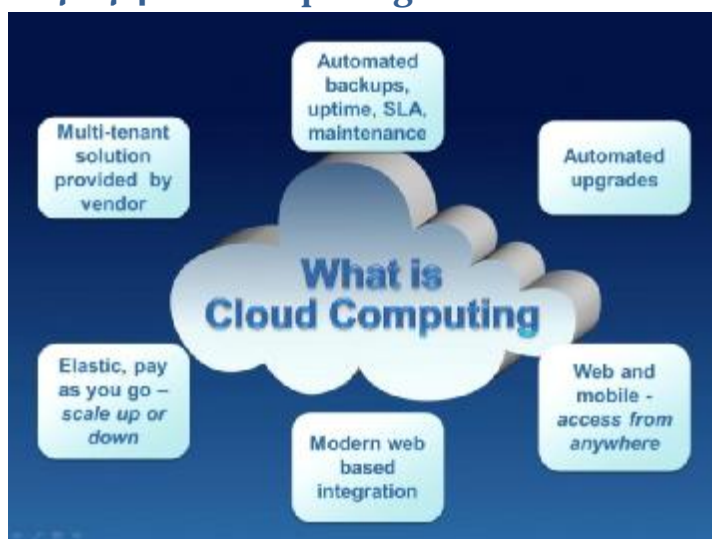 Automated
backups,
uptime, SLA,
maintenance
Multi-tenant
solution
provided by
vendor
Automated
upgrades
What is
Cloud Computing
Elastic, pay
as you go –
scale up or
down
Web and
mobile -
access from
anywhere
Modern web
based
integration